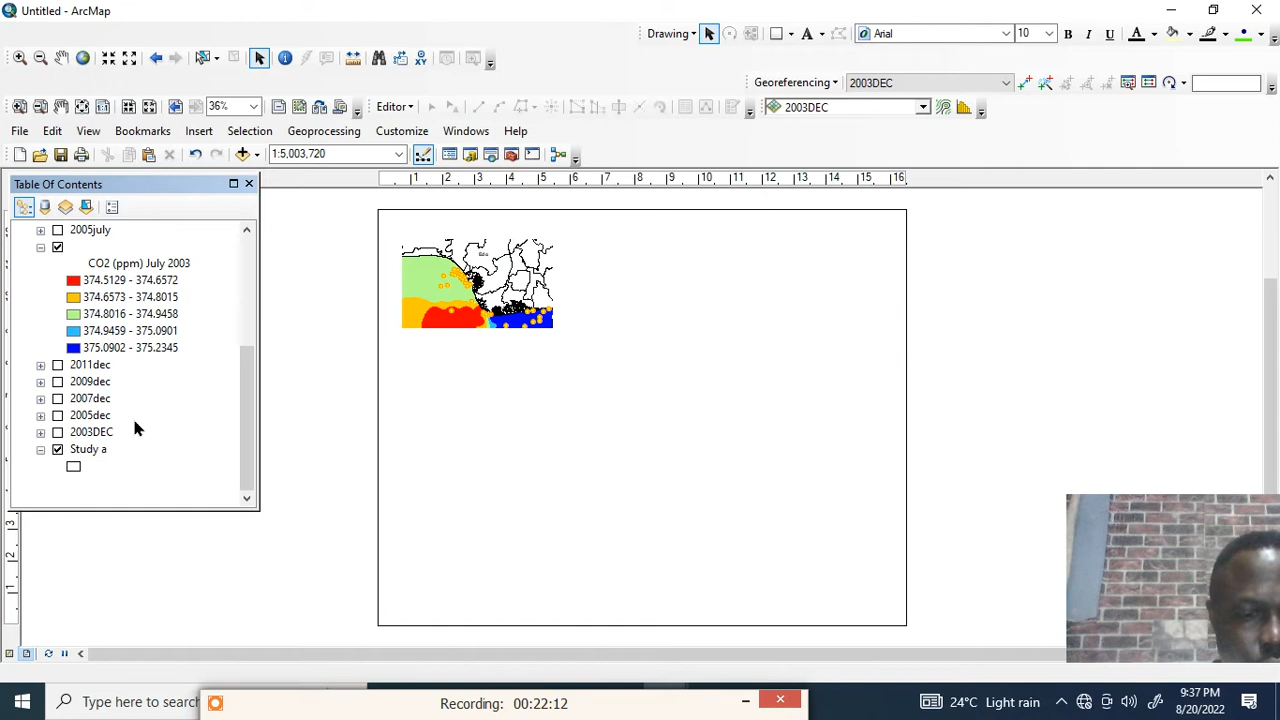 Untitled - ArcMap
Drawing
A
Arial
10
B I U A
36%
Editor
Georeferencing
2003DEC
2003DEC
File Edit View Bookmarks Insert Selection Geoprocessing Customize Windows Help
1:5,003,720
Table Of Contents
2005july
CO2 (ppm) July 2003
374.5129 - 374.6572
374.6573 - 374.8015
374.8016 - 374.9458
374.9459 - 375.0901
375.0902 - 375.2345
2011dec
2009dec
2007dec
2005dec
2003DEC
Study a
1 2 3 4 5 6 7 8 9 10 11 12 13 14 15 16
Edo
3
2
1
Type here to search
Recording: 00:22:12
24°C Light rain
9:37 PM
8/20/2022